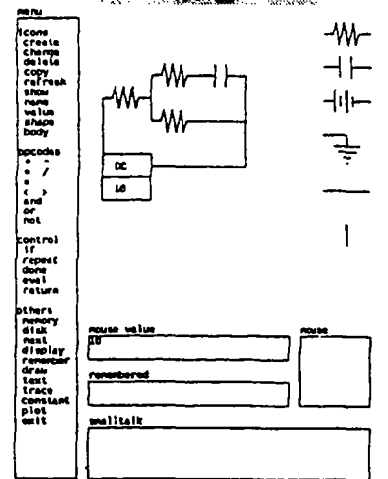 menu
icons
create
change
delete
copy
refresh
show
name
value
shape
body
opcodes
+ -
* /
=
< >
and
or
not
control
if
repeat
done
eval
return
others
memory
disk
next
display
remember
draw
text
trace
constant
plot
exit
DC
10
mouse value
10
mouse
remembered
smalltalk